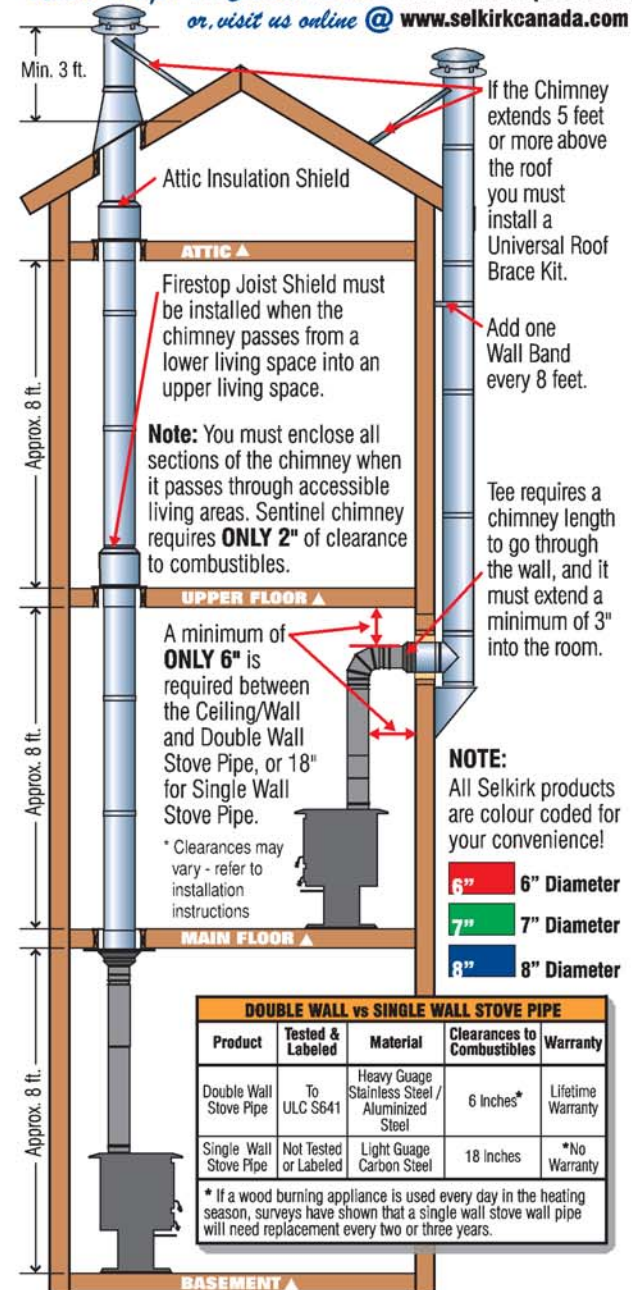 or, visit us online @ www.selkirkcanada.com
Min. 3 ft.
If the Chimney
extends 5 feet
or more above
the roof
you must
install a
Universal Roof
Brace Kit.
Attic Insulation Shield
ATTIC
Firestop Joist Shield must
be installed when the
chimney passes from a
lower living space into an
upper living space.
Add one
Wall Band
every 8 feet.
Approx. 8 ft.
Note: You must enclose all
sections of the chimney when
it passes through accessible
living areas. Sentinel chimney
requires ONLY 2" of clearance
to combustibles.
Tee requires a
chimney length
to go through
the wall, and it
must extend a
minimum of 3"
into the room.
UPPER FLOOR
A minimum of
ONLY 6" is
required between
the Ceiling/Wall
and Double Wall
Stove Pipe, or 18"
for Single Wall
Stove Pipe.
* Clearances may
vary - refer to
installation
instructions
Approx. 8 ft.
NOTE:
All Selkirk products
are colour coded for
your convenience!
6” 6” Diameter
7” 7” Diameter
8” 8” Diameter
MAIN FLOOR
DOUBLE WALL vs SINGLE WALL STOVE PIPE
Product Tested & Labeled Material Clearances to Combustibles Warranty
Double Wall Stove Pipe To ULC S641 Heavy Guage Stainless Steel / Aluminized Steel 6 Inches* Lifetime Warranty
Single Wall Stove Pipe Not Tested or Labeled Light Guage Carbon Steel 18 Inches *No Warranty
* If a wood burning appliance is used every day in the heating
season, surveys have shown that a single wall stove wall pipe
will need replacement every two or three years.
Approx. 8 ft.
BASEMENT